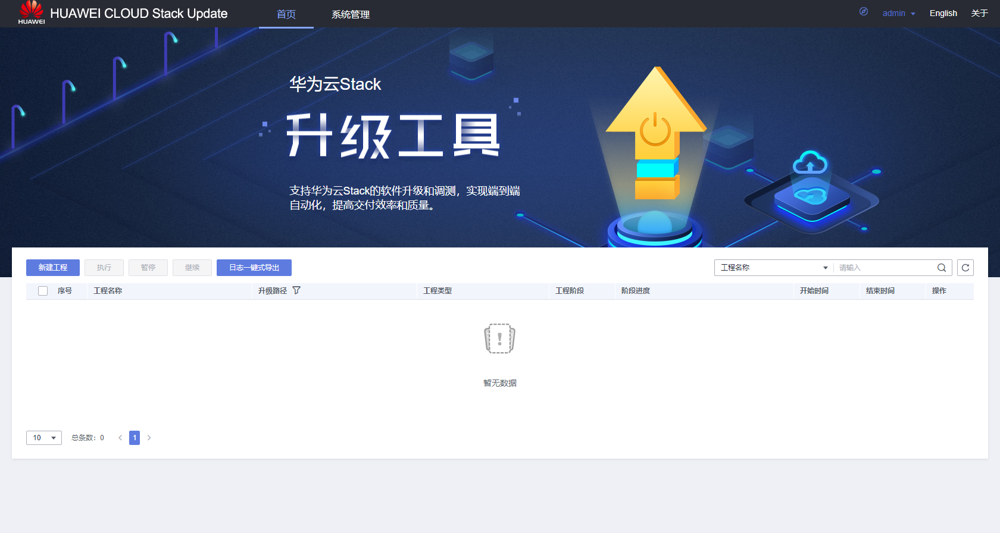 HUAWEI
HUAWEI CLOUD Stack Update
首页
系统管理
admin
English
关于
华为云Stack
升级工具
支持华为云Stack的软件升级和调测，实现端到端
自动化，提高交付效率和质量。
新建工程
执行
暂停
继续
日志一键式导出
工程名称
请输入
序号
工程名称
升级路径
工程类型
工程阶段
阶段进度
开始时间
结束时间
操作
暂无数据
10
总条数：0
1